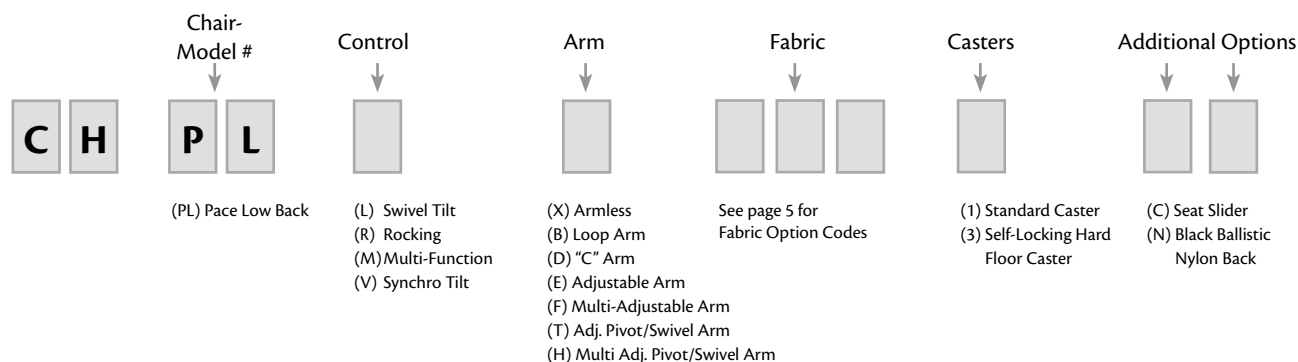 Chair-
Model #
Control
Arm
Fabric
Casters
Additional Options
C H P L
(PL) Pace Low Back
(L) Swivel Tilt
(R) Rocking
(M) Multi-Function
(V) Synchro Tilt
(X) Armless
(B) Loop Arm
(D) “C” Arm
(E) Adjustable Arm
(F) Multi-Adjustable Arm
(T) Adj. Pivot/Swivel Arm
(H) Multi Adj. Pivot/Swivel Arm
See page 5 for
Fabric Option Codes
(1) Standard Caster
(3) Self-Locking Hard
Floor Caster
(C) Seat Slider
(N) Black Ballistic
Nylon Back